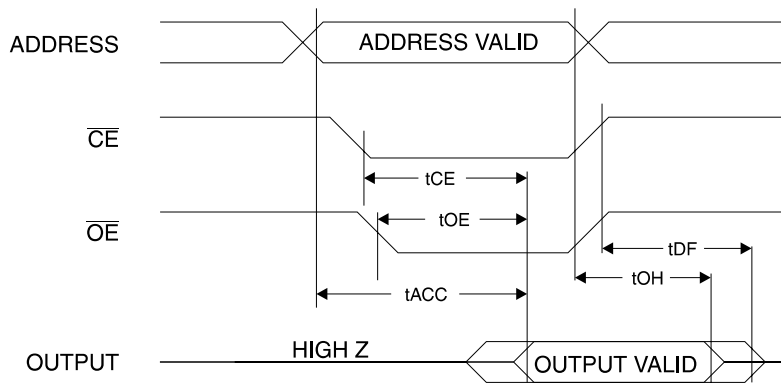 ADDRESS
ADDRESS VALID
CE
tCE
OE
tOE
tDF
tOH
tACC
HIGH Z
OUTPUT
OUTPUT VALID